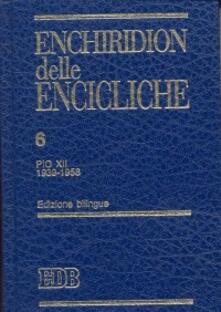 ENCHIRIDION
delle
ENCICLICHE
6
PIO XII
1939-1958
Edizione bilingue
EDB